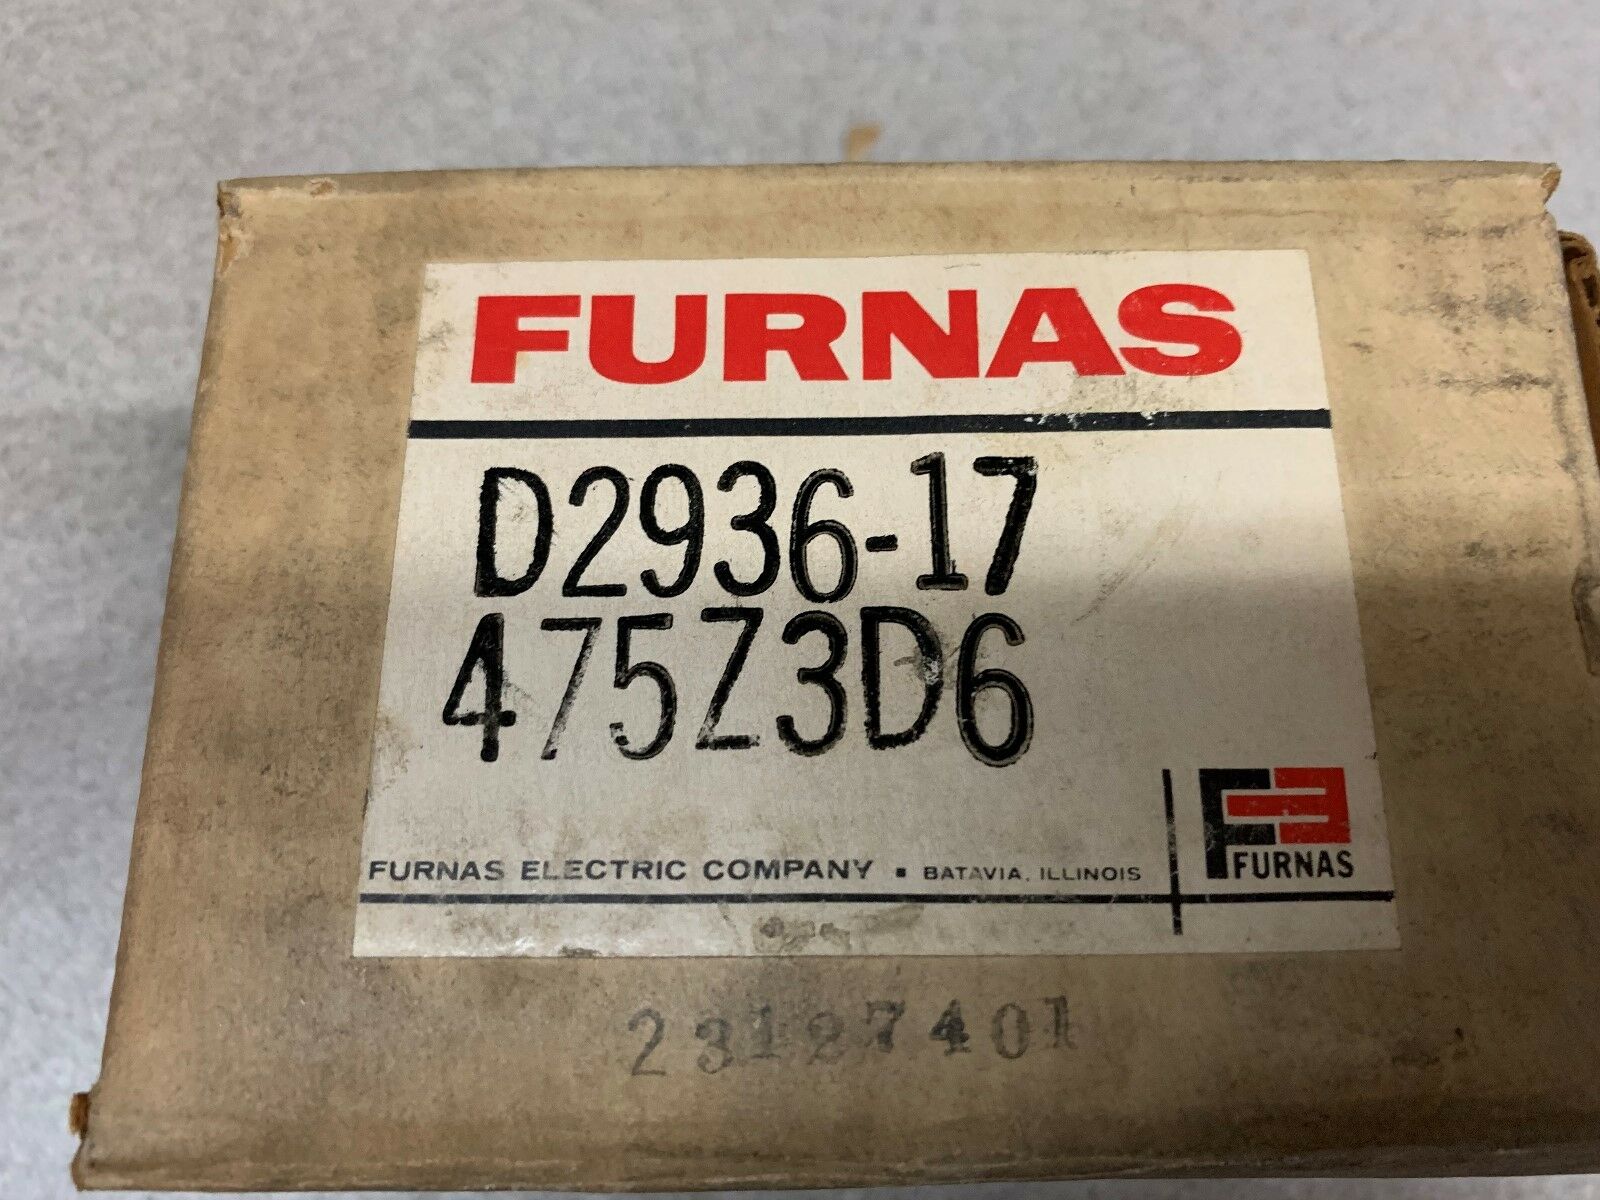 FURNAS
D2936-17
475Z3D6
FURNAS ELECTRIC COMPANY ▪ BATAVIA, ILLINOIS
FURNAS
23127401